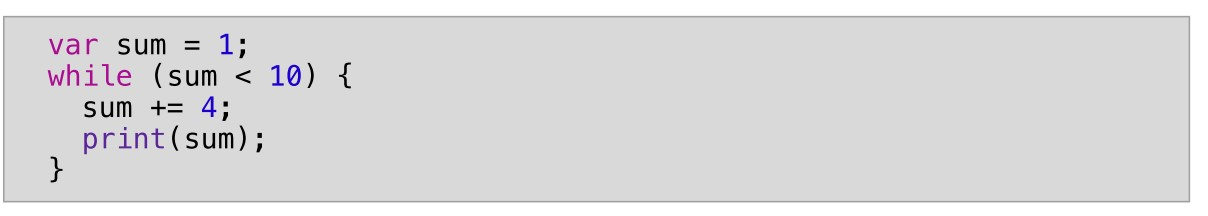 var sum = 1;
while (sum < 10) {
  sum += 4;
  print(sum);
}